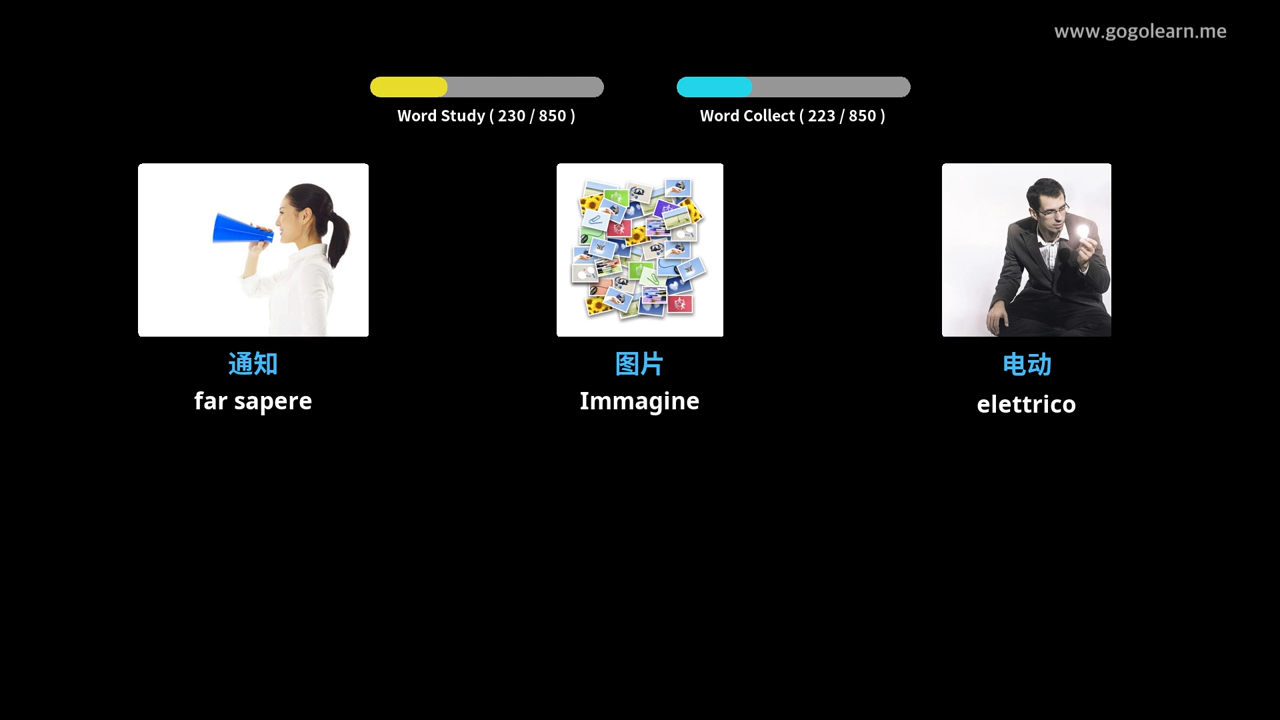 www.gogolearn.me
Word Study ( 230 / 850 )
Word Collect ( 223 / 850 )
通知
far sapere
图片
Immagine
电动
elettrico